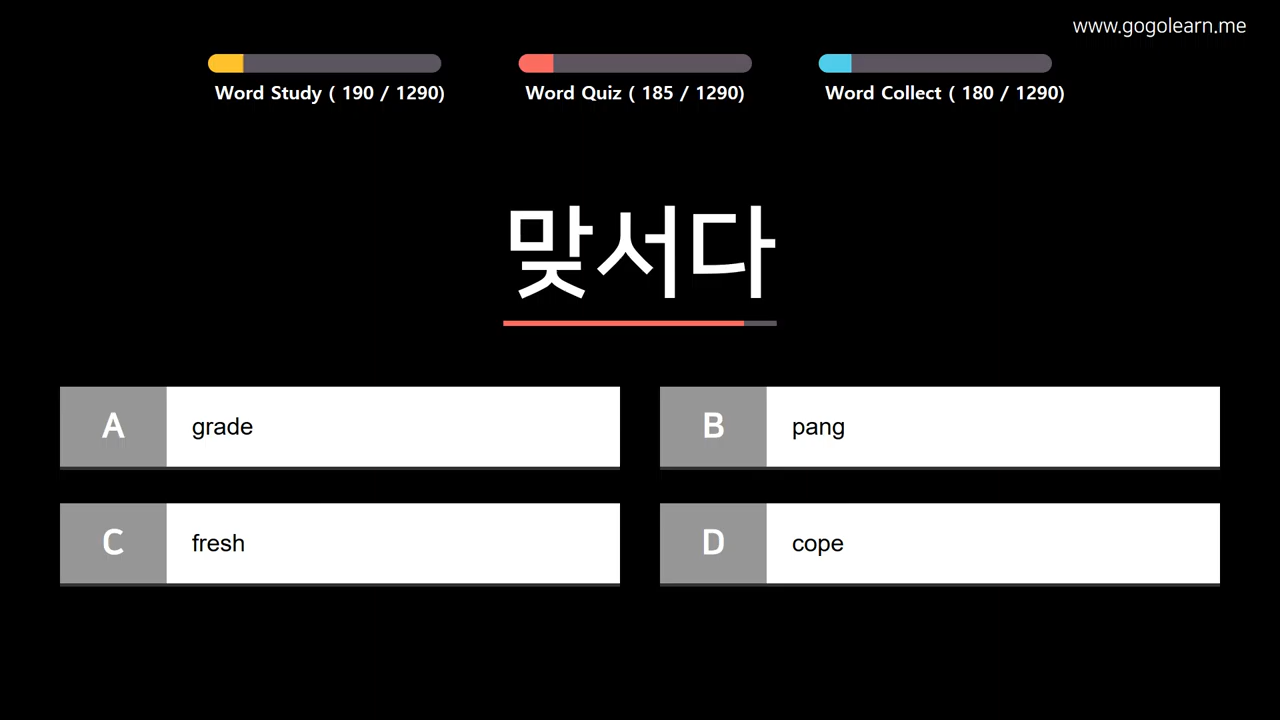 www.gogolearn.me
Word Study ( 190 / 1290)
Word Quiz ( 185 / 1290)
Word Collect ( 180 / 1290)
맞서다
A grade
B pang
C fresh
D cope